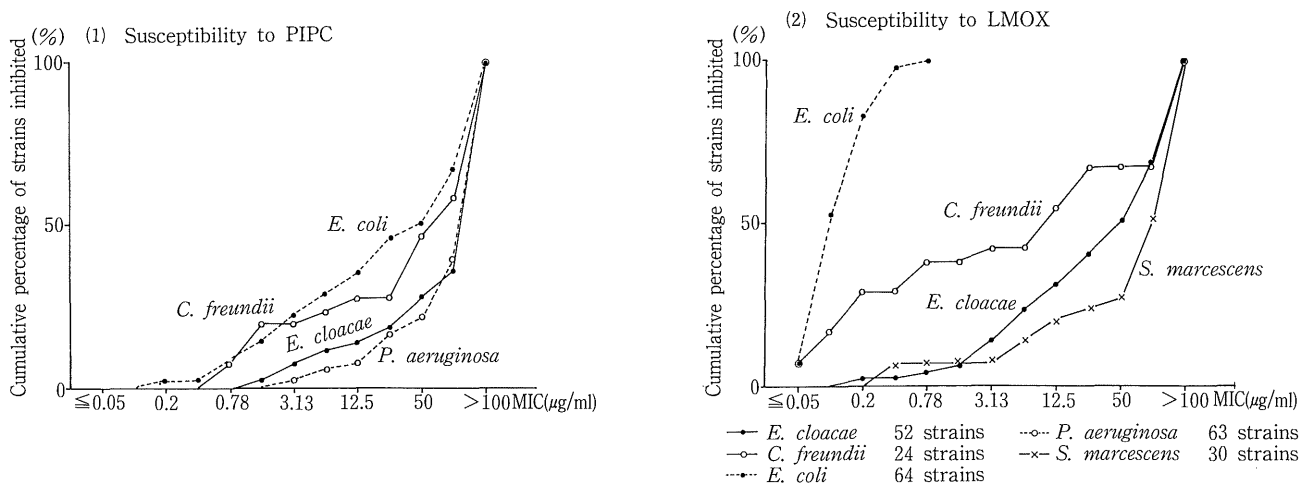 (%) (1) Susceptibility to PIPC
Cumulative percentage of strains inhibited
100
50
0
E. coli
C. freundii
E. cloacae
P. aeruginosa
≦0.05 0.2 0.78 3.13 12.5 50 >100 MIC(μg/ml)
(%) (2) Susceptibility to LMOX
Cumulative percentage of strains inhibited
100
50
0
E. coli
C. freundii
E. cloacae
S. marcescens
≦0.05 0.2 0.78 3.13 12.5 50 >100 MIC(μg/ml)
E. cloacae 52 strains P. aeruginosa 63 strains
C. freundii 24 strains S. marcescens 30 strains
E. coli 64 strains